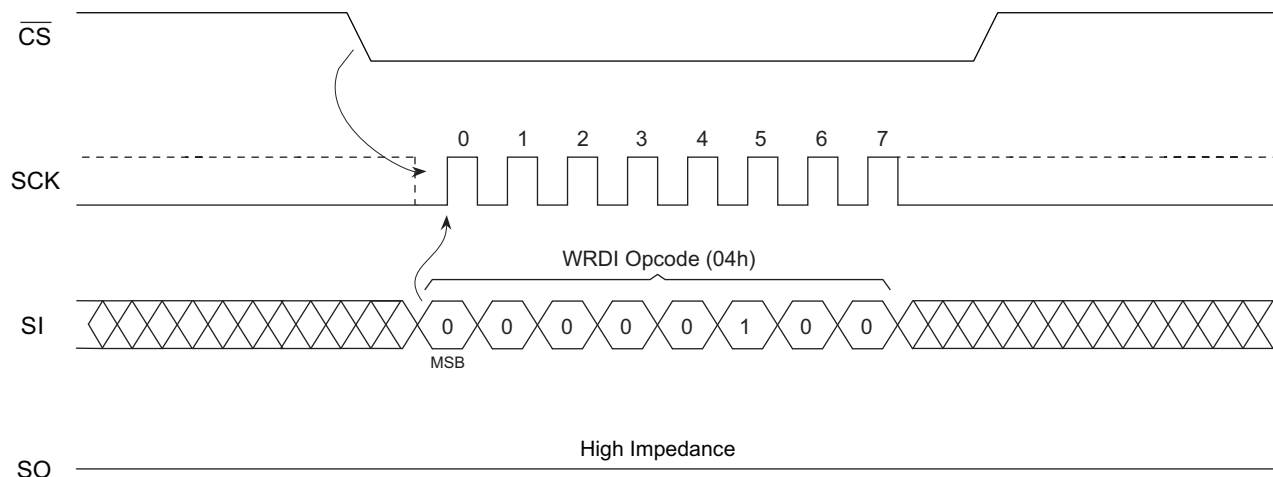 CS
0 1 2 3 4 5 6 7
SCK
WRDI Opcode (04h)
SI
0 0 0 0 0 1 0 0
MSB
High Impedance
SO